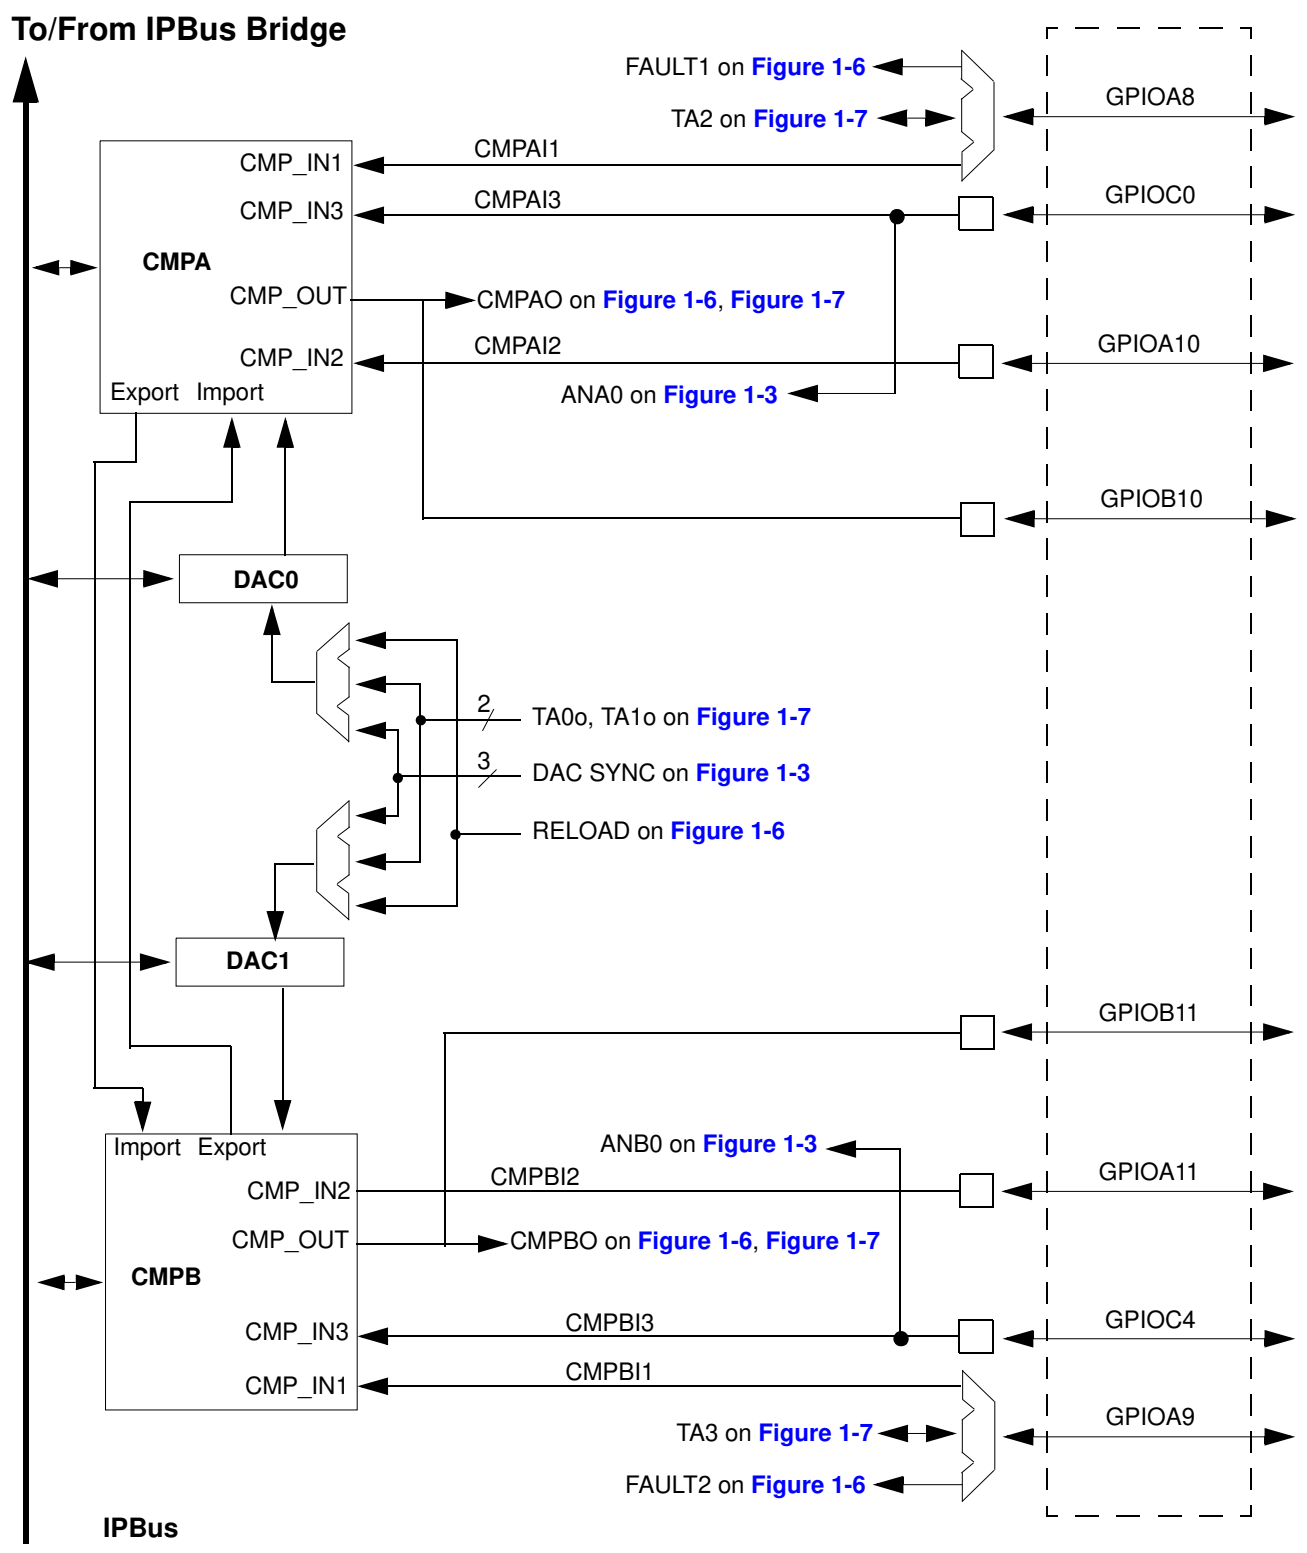 To/From IPBus Bridge
FAULT1 on Figure 1-6
GPIOA8
TA2 on Figure 1-7
CMPAI1
CMP_IN1
CMPAI3
GPIOC0
CMP_IN3
CMPA
CMP_OUT
CMPAO on Figure 1-6, Figure 1-7
CMPAI2
GPIOA10
CMP_IN2
Export Import
ANA0 on Figure 1-3
GPIOB10
DAC0
2
TA0o, TA1o on Figure 1-7
3
DAC SYNC on Figure 1-3
RELOAD on Figure 1-6
DAC1
GPIOB11
Import Export
ANB0 on Figure 1-3
GPIOA11
CMPBI2
CMP_IN2
CMP_OUT
CMPBO on Figure 1-6, Figure 1-7
CMPB
CMPBI3
GPIOC4
CMP_IN3
CMPBI1
CMP_IN1
GPIOA9
TA3 on Figure 1-7
FAULT2 on Figure 1-6
IPBus